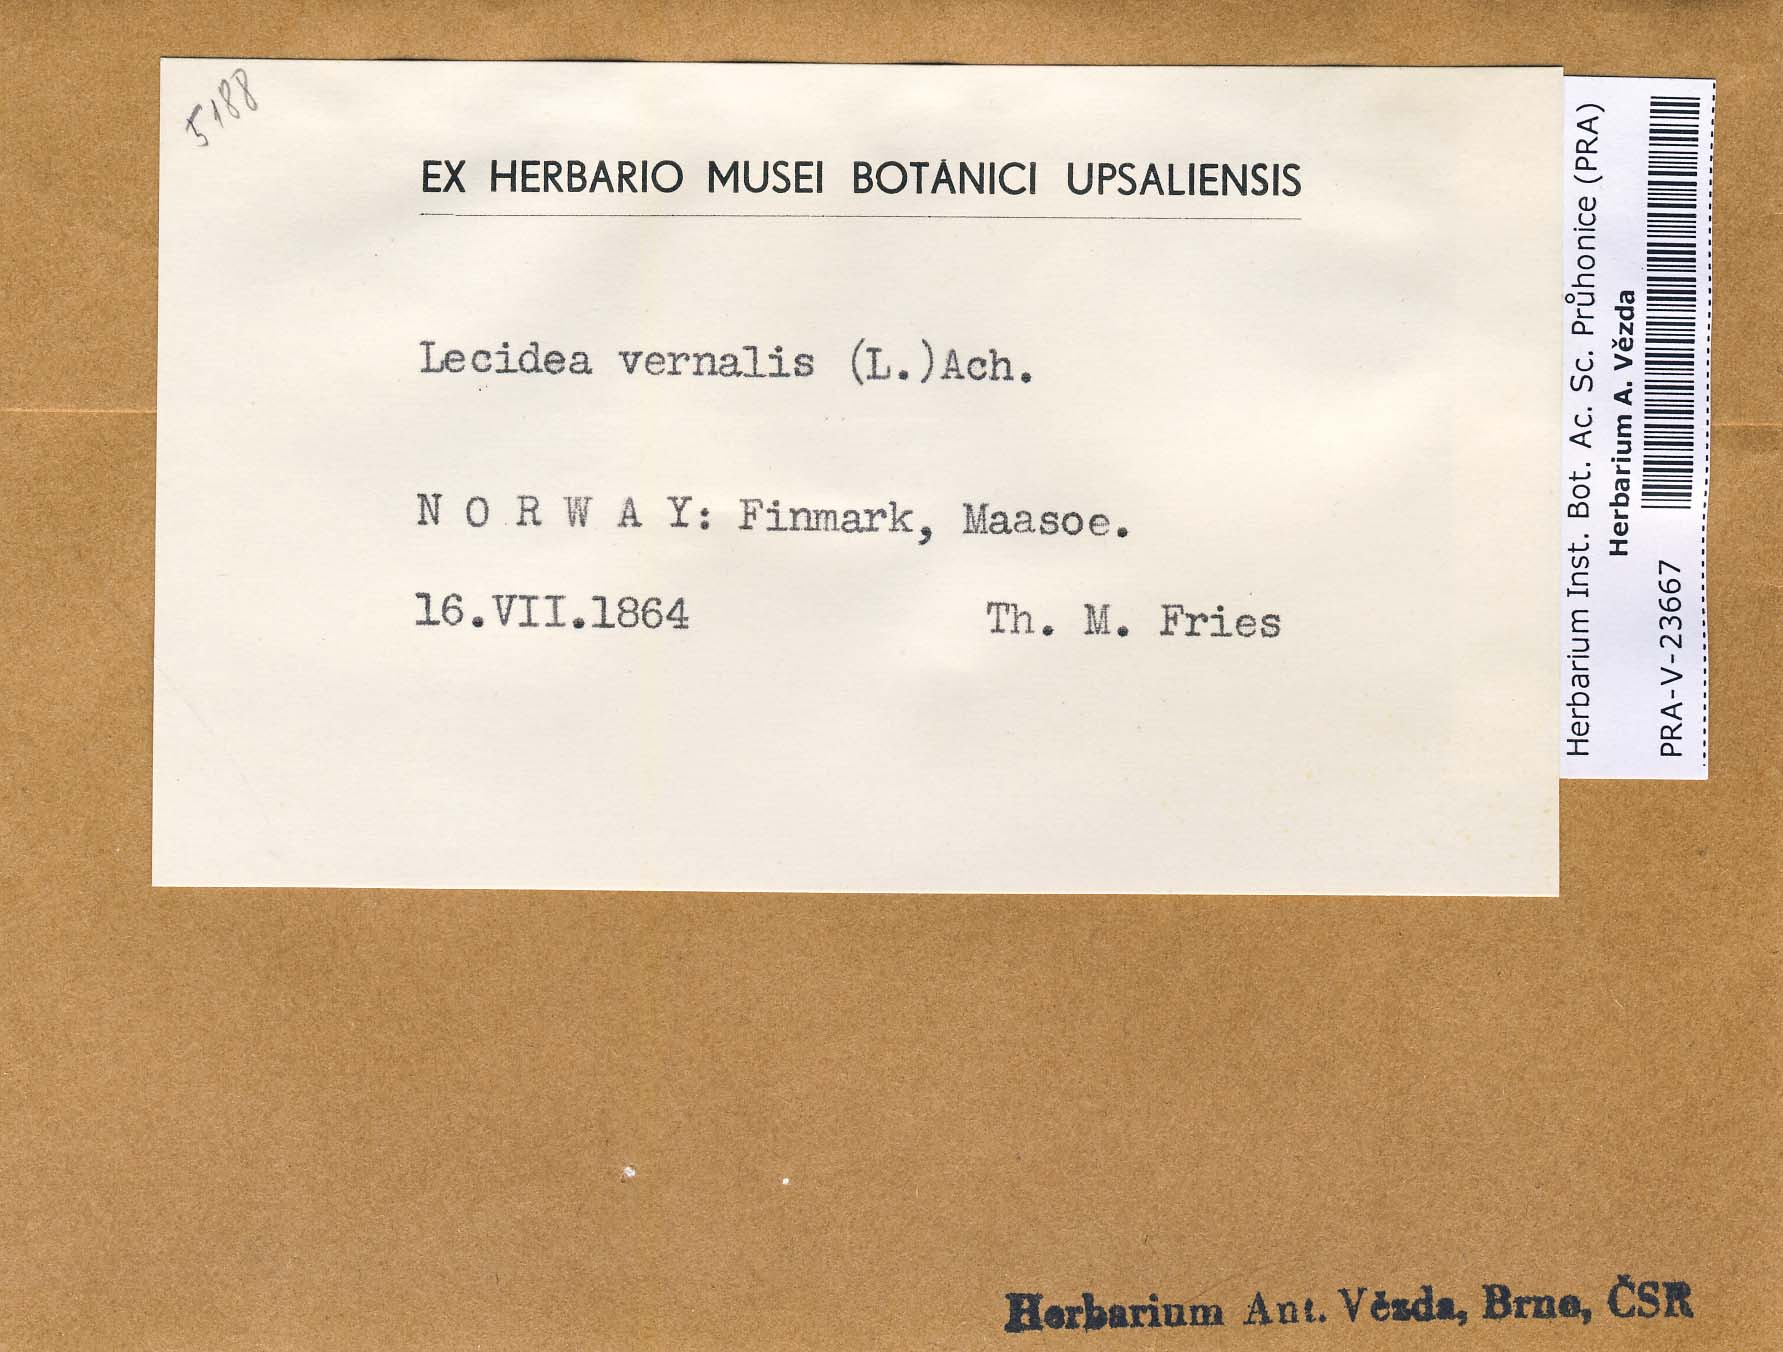 5188
EX HERBARIO MUSEI BOTANICI UPSALIENSIS
Lecidea vernalis (L.)Ach.
N O R W A Y: Finmark, Maasoe.
16.VII.1864 Th. M. Fries
Herbarium Inst. Bot. Ac. Sc. Průhonice (PRA)
Herbarium A. Vězda
PRA-V-23667
Herbarium Ant. Vězda, Brno, ČSR